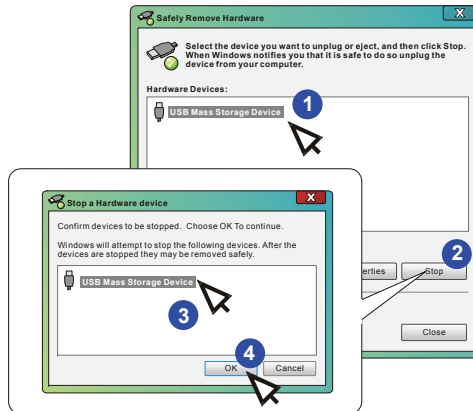 Safely Remove Hardware
X
Select the device you want to unplug or eject, and then click Stop.
When Windows notifies you that it is safe to do so unplug the
device from your computer.
Hardware Devices:
USB Mass Storage Device
1
2
erties
Stop
Close
Stop a Hardware device
X
Confirm devices to be stopped. Choose OK To continue.
Windows will attempt to stop the following devices. After the
devices are stopped they may be removed safely.
USB Mass Storage Device
3
4
OK
Cancel